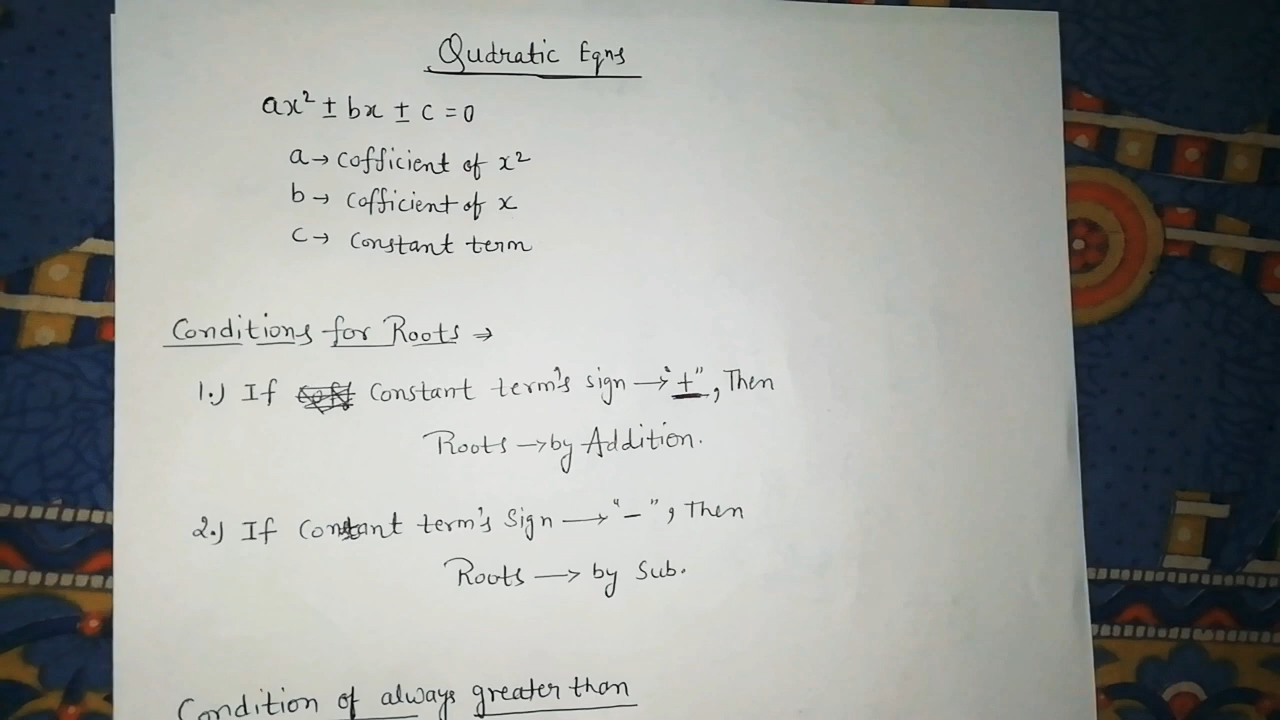 Qudratic Eqns
ax² ± bx ± c = 0
a → cofficient of x²
b → cofficient of x
c → constant term
Conditions for Roots →
1.) If constant term's sign → "+", Then
Roots → by Addition.
2.) If constant term's sign → "-", Then
Roots → by Sub.
Condition of always greater than